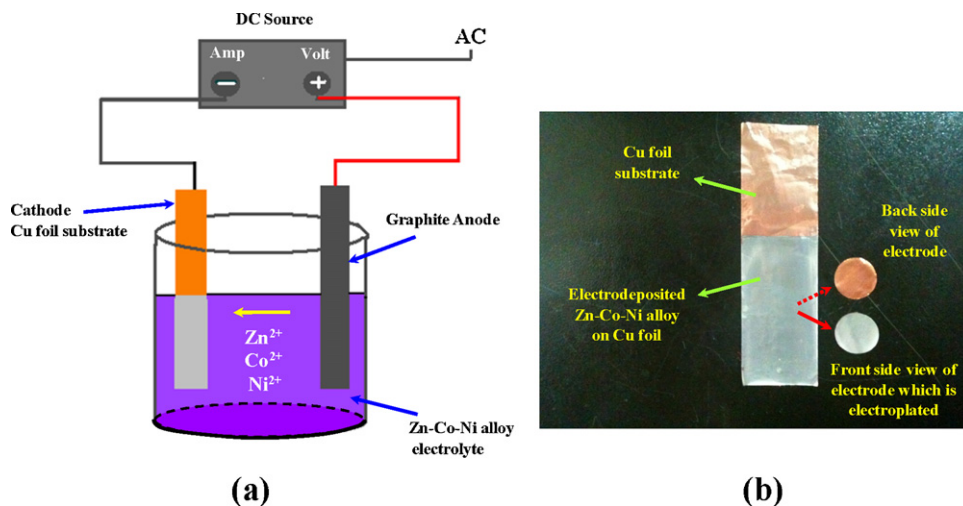 DC Source
AC
Amp
Volt
Cathode
Cu foil substrate
Graphite Anode
Zn²⁺
Co²⁺
Ni²⁺
Zn-Co-Ni alloy
electrolyte
(a)
Cu foil
substrate
Back side
view of
electrode
Electrodeposited
Zn-Co-Ni alloy
on Cu foil
Front side view of
electrode which is
electroplated
(b)